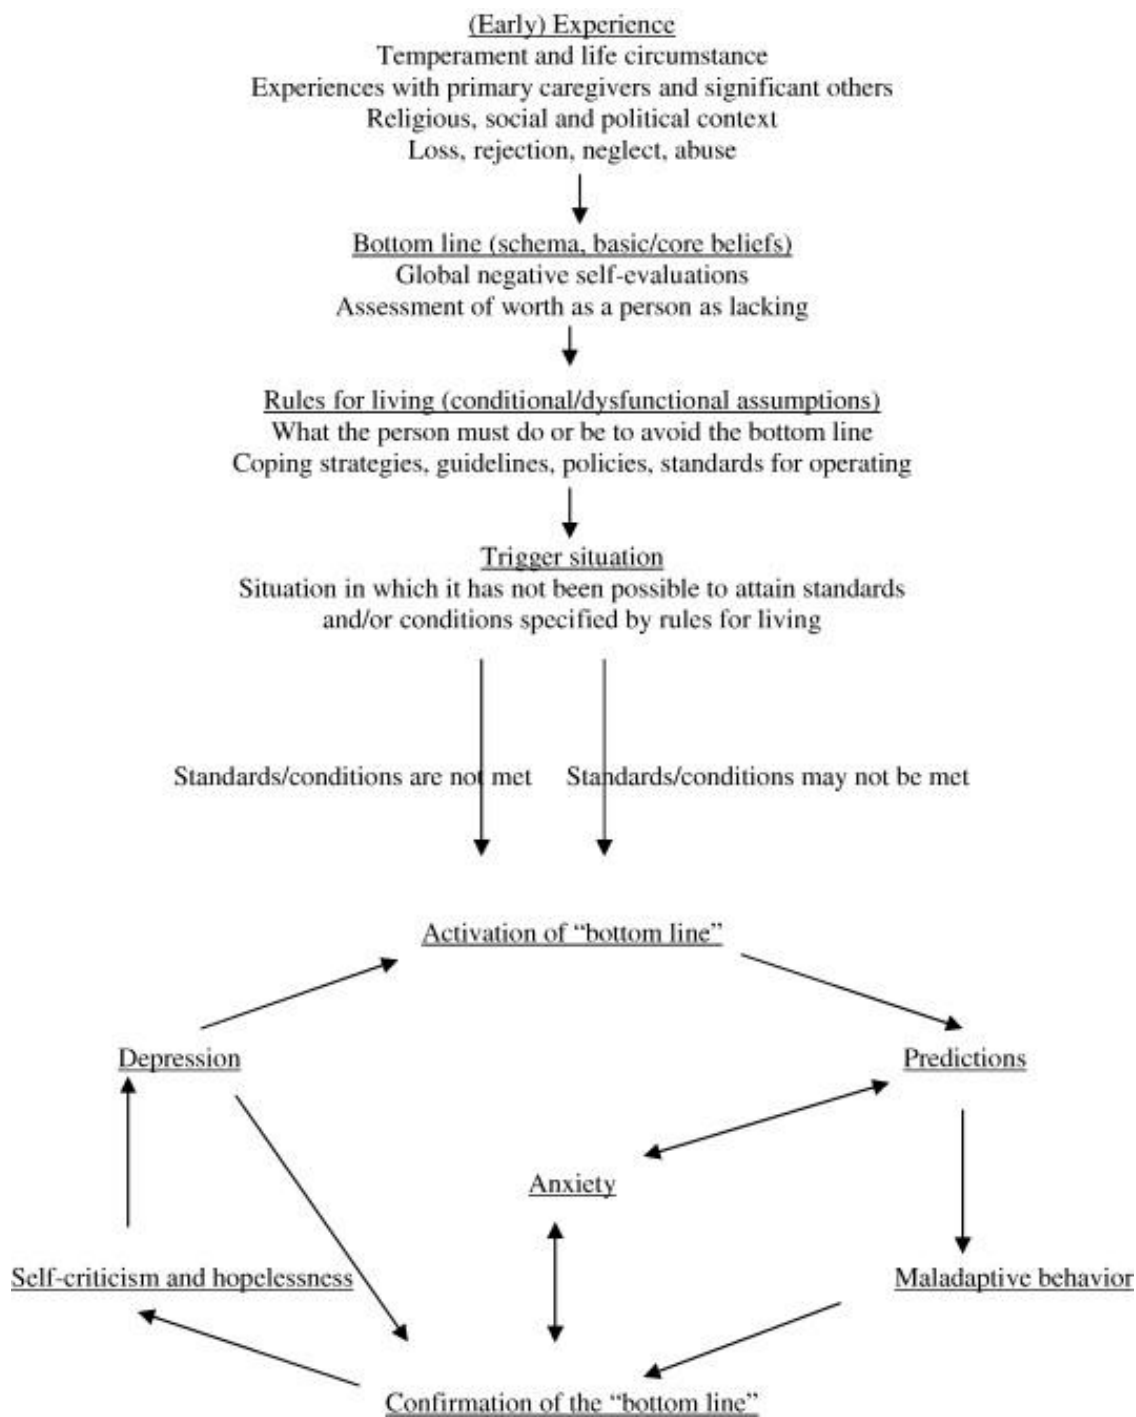 (Early) Experience
Temperament and life circumstance
Experiences with primary caregivers and significant others
Religious, social and political context
Loss, rejection, neglect, abuse
Bottom line (schema, basic/core beliefs)
Global negative self-evaluations
Assessment of worth as a person as lacking
Rules for living (conditional/dysfunctional assumptions)
What the person must do or be to avoid the bottom line
Coping strategies, guidelines, policies, standards for operating
Trigger situation
Situation in which it has not been possible to attain standards
and/or conditions specified by rules for living
Standards/conditions are not met
Standards/conditions may not be met
Activation of “bottom line”
Depression
Predictions
Anxiety
Self-criticism and hopelessness
Maladaptive behavior
Confirmation of the “bottom line”